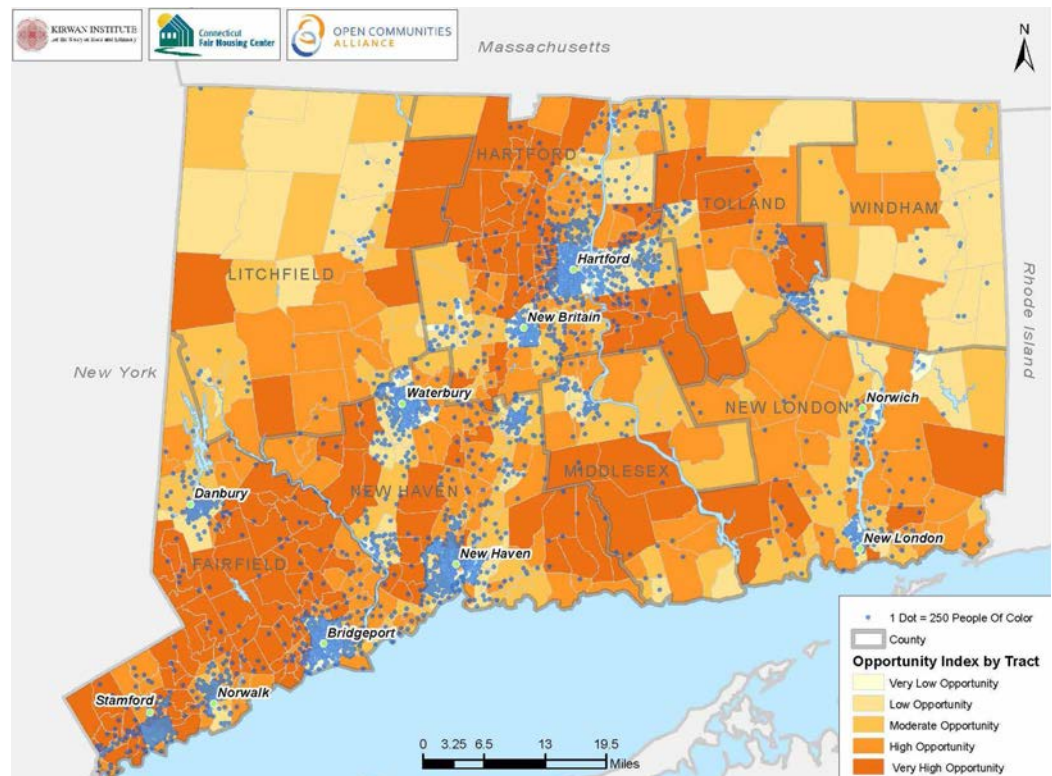 KIRWAN INSTITUTE
Connecticut
Fair Housing Center
OPEN COMMUNITIES
ALLIANCE
Massachusetts
N
HARTFORD
TOLLAND
WINDHAM
Hartford
LITCHFIELD
Rhode Island
New Britain
New York
Waterbury
NEW LONDON
Norwich
MIDDLESEX
Danbury
NEW HAVEN
New London
New Haven
FAIRFIELD
Bridgeport
Stamford
Norwalk
1 Dot = 250 People Of Color
County
Opportunity Index by Tract
Very Low Opportunity
Low Opportunity
Moderate Opportunity
High Opportunity
Very High Opportunity
0 3.25 6.5 13 19.5
Miles